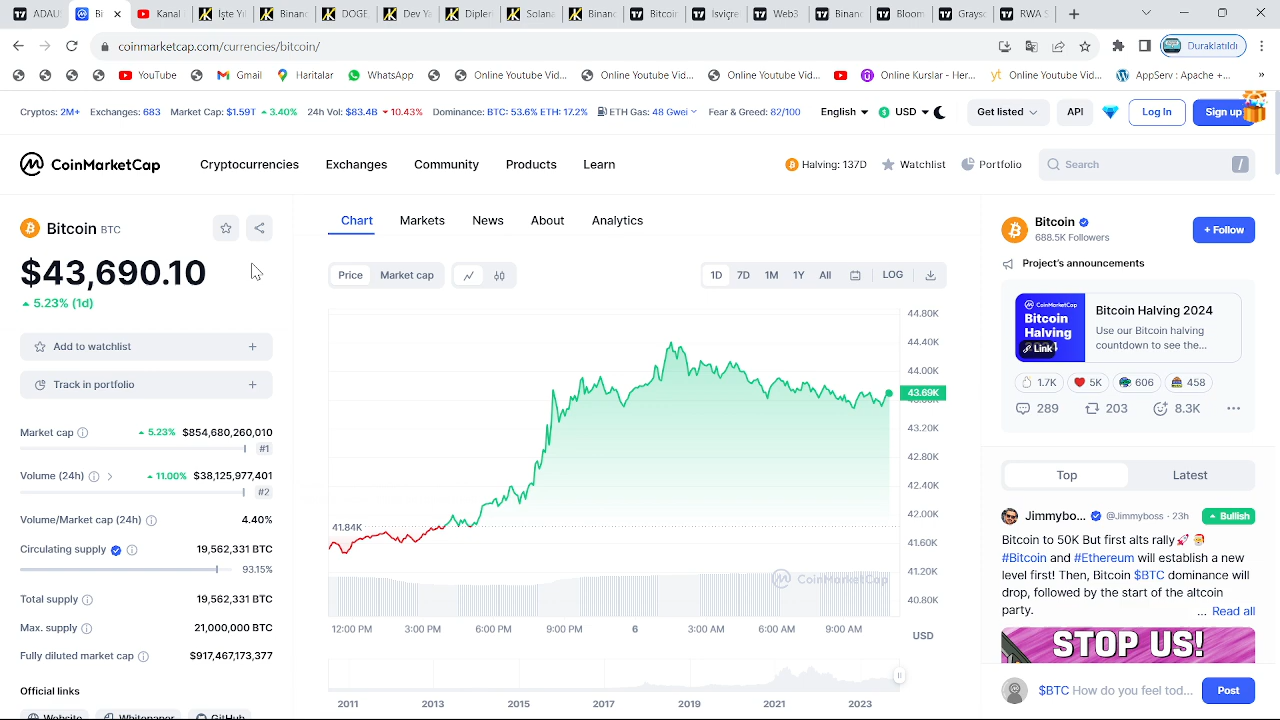 ADAU
Bi
Kanal
İşte Yı
Binanc
DOGE
Dev Ya
Diplen
Solana
Binanc
Bitcoin
İsviçre
Web3
Binanc
Bloom
Graysc
RWA S
coinmarketcap.com/currencies/bitcoin/
Duraklatıldı
YouTube
Gmail
Haritalar
WhatsApp
Online Youtube Vid...
Online Youtube Vid...
Online Youtube Vid...
Online Kurslar - Her...
yt Online Youtube Vid...
AppServ : Apache +...
»
Cryptos: 2M+ Exchanges: 683 Market Cap: $1.59T 3.40% 24h Vol: $83.4B 10.43% Dominance: BTC: 53.6% ETH: 17.2% ETH Gas: 48 Gwei Fear & Greed: 82/100
English USD Get listed API Log In Sign up
CoinMarketCap Cryptocurrencies Exchanges Community Products Learn
Halving: 137D Watchlist Portfolio Search /
Bitcoin BTC
$43,690.10
5.23% (1d)
Add to watchlist +
Track in portfolio +
Market cap 5.23% $854,680,260,010
#1
Volume (24h) 11.00% $38,125,977,401
#2
Volume/Market cap (24h) 4.40%
Circulating supply 19,562,331 BTC
93.15%
Total supply 19,562,331 BTC
Max. supply 21,000,000 BTC
Fully diluted market cap $917,467,173,377
Official links
Website Whitepaper GitHub
Chart Markets News About Analytics
Price Market cap
1D 7D 1M 1Y All LOG
44.80K
44.40K
44.00K
43.69K
43.20K
42.80K
42.40K
42.00K
41.84K
41.60K
41.20K
40.80K
CoinMarketCap
12:00 PM 3:00 PM 6:00 PM 9:00 PM 6 3:00 AM 6:00 AM 9:00 AM
USD
2011 2013 2015 2017 2019 2021 2023
Bitcoin
688.5K Followers
+ Follow
Project's announcements
CoinMarketCap
Bitcoin
Halving
Link
Bitcoin Halving 2024
Use our Bitcoin halving
countdown to see the...
1.7K 5K 606 458
289 203 8.3K
Top Latest
Jimmybo... @Jimmyboss · 23h Bullish
Bitcoin to 50K But first alts rally
#Bitcoin and #Ethereum will establish a new
level first! Then, Bitcoin $BTC dominance will
drop, followed by the start of the altcoin
party. ... Read all
STOP US!
$BTC How do you feel tod... Post